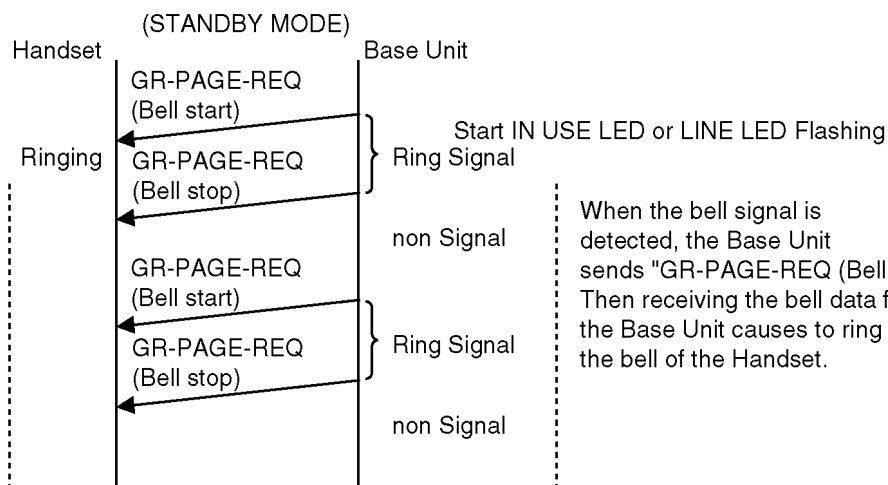 (STANDBY MODE)
Handset
Base Unit
GR-PAGE-REQ
(Bell start)
Start IN USE LED or LINE LED Flashing
Ringing
GR-PAGE-REQ
(Bell stop)
Ring Signal
non Signal
When the bell signal is
detected, the Base Unit
sends "GR-PAGE-REQ (Bell
Then receiving the bell data
the Base Unit causes to ring
the bell of the Handset.
GR-PAGE-REQ
(Bell start)
GR-PAGE-REQ
(Bell stop)
Ring Signal
non Signal